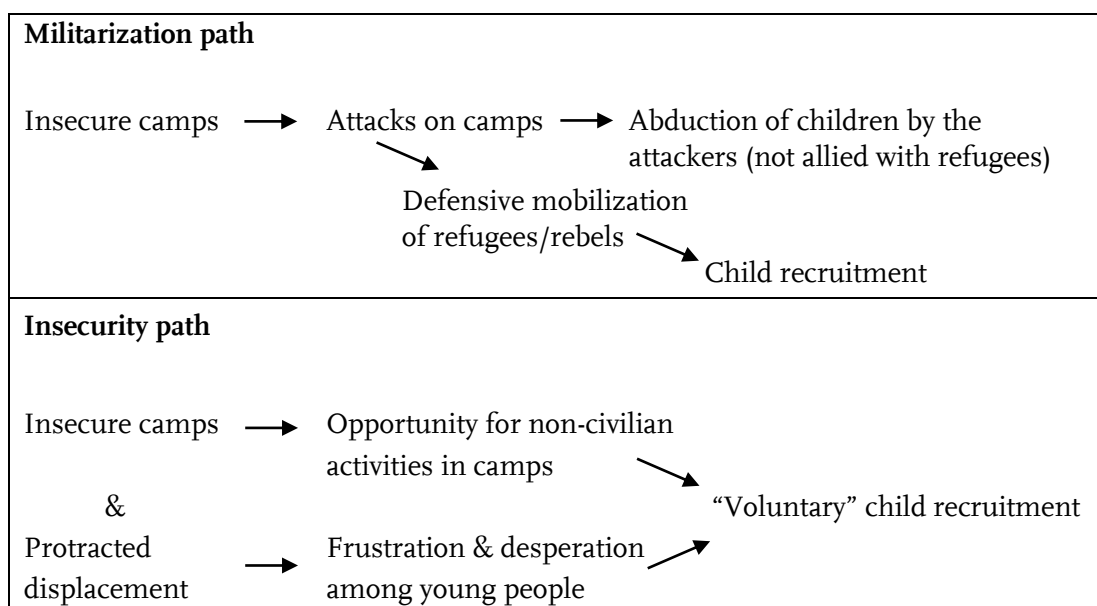 Militarization path
Insecure camps
Attacks on camps
Abduction of children by the
attackers (not allied with refugees)
Defensive mobilization
of refugees/rebels
Child recruitment
Insecurity path
Insecure camps
Opportunity for non-civilian
activities in camps
&
“Voluntary” child recruitment
Protracted
displacement
Frustration & desperation
among young people